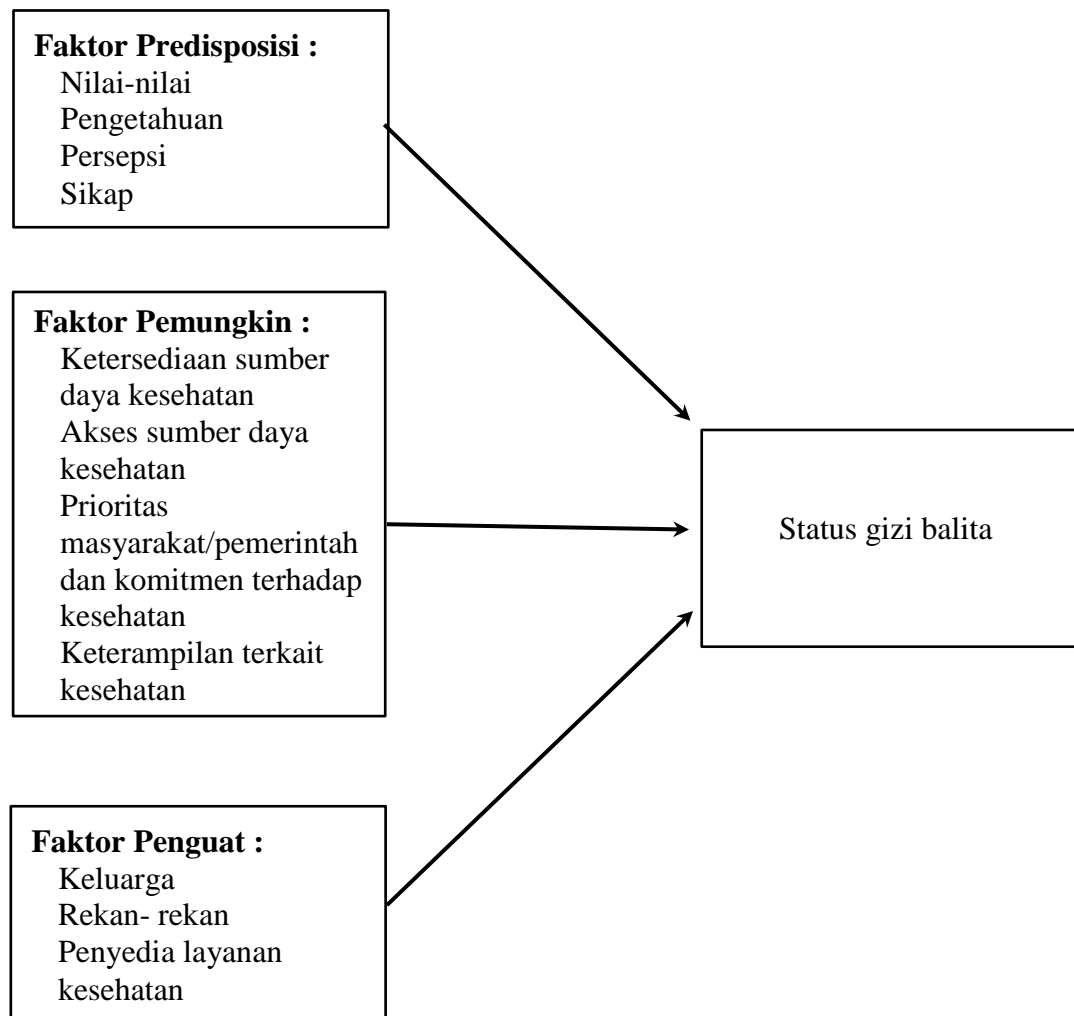 Faktor Predisposisi :
Nilai-nilai
Pengetahuan
Persepsi
Sikap
Faktor Pemungkin :
Ketersediaan sumber
daya kesehatan
Akses sumber daya
kesehatan
Prioritas
masyarakat/pemerintah
dan komitmen terhadap
kesehatan
Keterampilan terkait
kesehatan
Status gizi balita
Faktor Penguat :
Keluarga
Rekan- rekan
Penyedia layanan
kesehatan